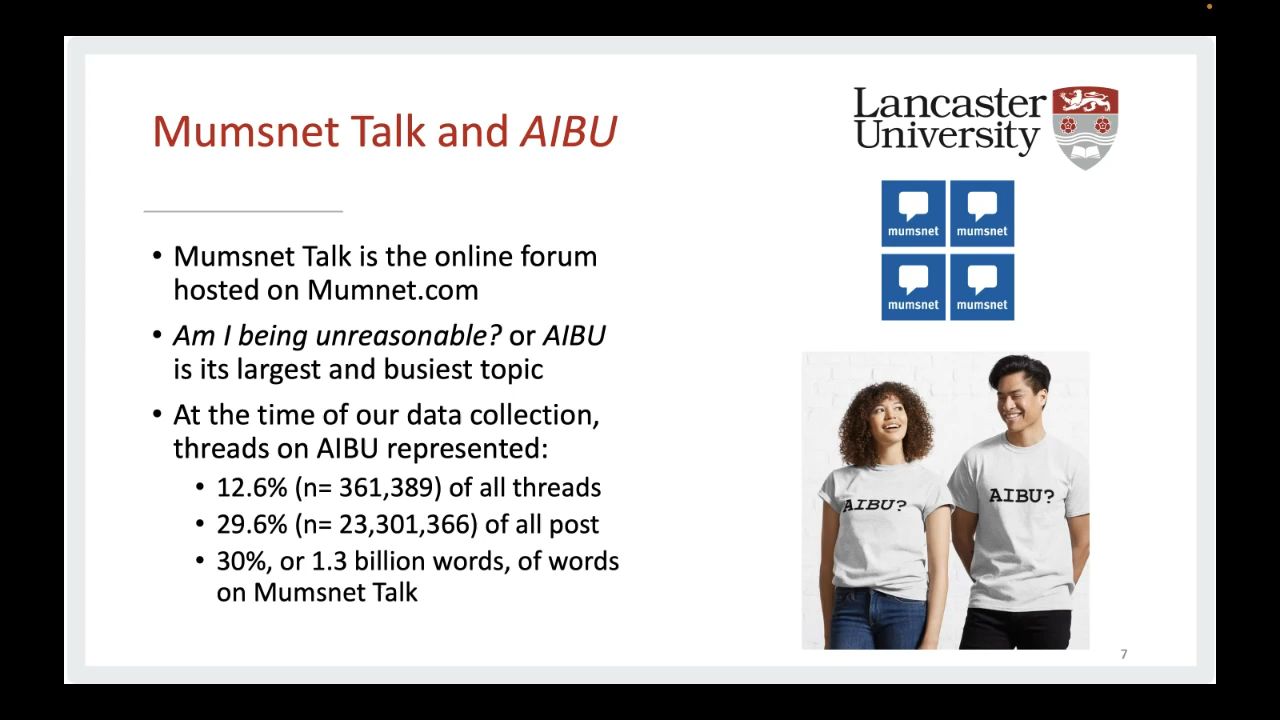 Mumsnet Talk and AIBU
Lancaster
University
mumsnet
mumsnet
mumsnet
mumsnet
• Mumsnet Talk is the online forum
hosted on Mumnet.com
• Am I being unreasonable? or AIBU
is its largest and busiest topic
• At the time of our data collection,
threads on AIBU represented:
• 12.6% (n= 361,389) of all threads
• 29.6% (n= 23,301,366) of all post
• 30%, or 1.3 billion words, of words
on Mumsnet Talk
AIBU?
AIBU?
7